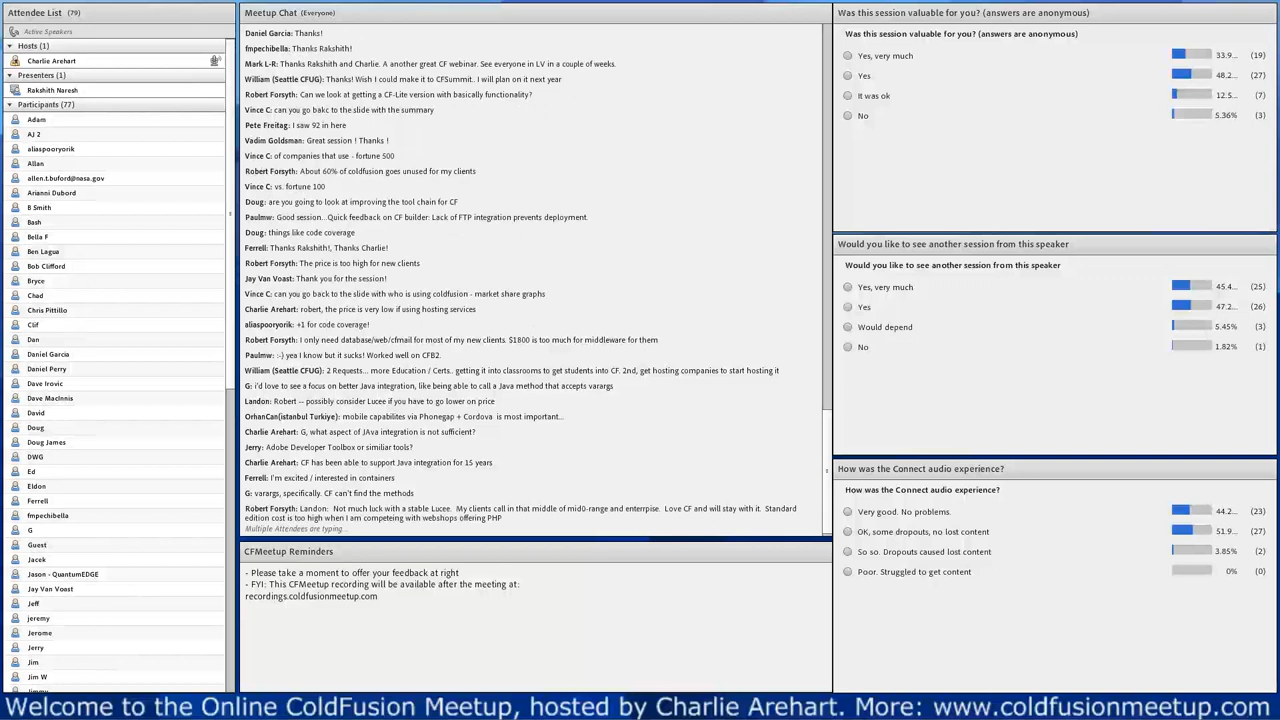 Attendee List (79)
Active Speakers
Hosts (1)
Charlie Arehart
Presenters (1)
Rakshith Naresh
Participants (77)
Adam
AJ 2
aliaspooryorik
Allan
allen.t.buford@nasa.gov
Arianni Dubord
B Smith
Bash
Bella F
Ben Lagua
Bob Clifford
Bryce
Chad
Chris Pittillo
Clif
Dan
Daniel Garcia
Daniel Perry
Dave Irovic
Dave MacInnis
David
Doug
Doug James
DWG
Ed
Eldon
Ferrell
fmpechibella
G
Guest
Jacek
Jason - QuantumEDGE
Jay Van Voast
Jeff
jeremy
Jerome
Jerry
Jim
Jim W
Jimmy
Meetup Chat (Everyone)
Daniel Garcia: Thanks!
fmpechibella: Thanks Rakshith!
Mark L-R: Thanks Rakshith and Charlie. A another great CF webinar. See everyone in LV in a couple of weeks.
William (Seattle CFUG): Thanks! Wish I could make it to CFSummit.. I will plan on it next year
Robert Forsyth: Can we look at getting a CF-Lite version with basically functionality?
Vince C: can you go bakc to the slide with the summary
Pete Freitag: I saw 92 in here
Vadim Goldsman: Great session ! Thanks !
Vince C: of companies that use - fortune 500
Robert Forsyth: About 60% of coldfusion goes unused for my clients
Vince C: vs. fortune 100
Doug: are you going to look at improving the tool chain for CF
Paulmw: Good session...Quick feedback on CF builder: Lack of FTP integration prevents deployment.
Doug: things like code coverage
Ferrell: Thanks Rakshith!, Thanks Charlie!
Robert Forsyth: The price is too high for new clients
Jay Van Voast: Thank you for the session!
Vince C: can you go back to the slide with who is using coldfusion - market share graphs
Charlie Arehart: robert, the price is very low if using hosting services
aliaspooryorik: +1 for code coverage!
Robert Forsyth: I only need database/web/cfmail for most of my new clients. $1800 is too much for middleware for them
Paulmw: :-) yea I know but it sucks! Worked well on CFB2.
William (Seattle CFUG): 2 Requests... more Education / Certs.. getting it into classrooms to get students into CF. 2nd, get hosting companies to start hosting it
G: i'd love to see a focus on better Java integration, like being able to call a Java method that accepts varargs
Landon: Robert -- possibly consider Lucee if you have to go lower on price
OrhanCan(istanbul Turkiye): mobile capabilites via Phonegap + Cordova is most important...
Charlie Arehart: G, what aspect of JAva integration is not sufficient?
Jerry: Adobe Developer Toolbox or similiar tools?
Charlie Arehart: CF has been able to support Java integration for 15 years
Ferrell: I'm excited / interested in containers
G: varargs, specifically. CF can't find the methods
Robert Forsyth: Landon: Not much luck with a stable Lucee. My clients call in that middle of mid0-range and enterpise. Love CF and will stay with it. Standard
edition cost is too high when I am competeing with webshops offering PHP
Multiple Attendees are typing...
CFMeetup Reminders
- Please take a moment to offer your feedback at right
- FYI: This CFMeetup recording will be available after the meeting at:
recordings.coldfusionmeetup.com
Was this session valuable for you? (answers are anonymous)
Was this session valuable for you? (answers are anonymous)
Yes, very much 33.9... (19)
Yes 48.2... (27)
It was ok 12.5... (7)
No 5.36% (3)
Would you like to see another session from this speaker
Would you like to see another session from this speaker
Yes, very much 45.4... (25)
Yes 47.2... (26)
Would depend 5.45% (3)
No 1.82% (1)
How was the Connect audio experience?
How was the Connect audio experience?
Very good. No problems. 44.2... (23)
OK, some dropouts, no lost content 51.9... (27)
So so. Dropouts caused lost content 3.85% (2)
Poor. Struggled to get content 0% (0)
Welcome to the Online ColdFusion Meetup, hosted by Charlie Arehart. More: www.coldfusionmeetup.com